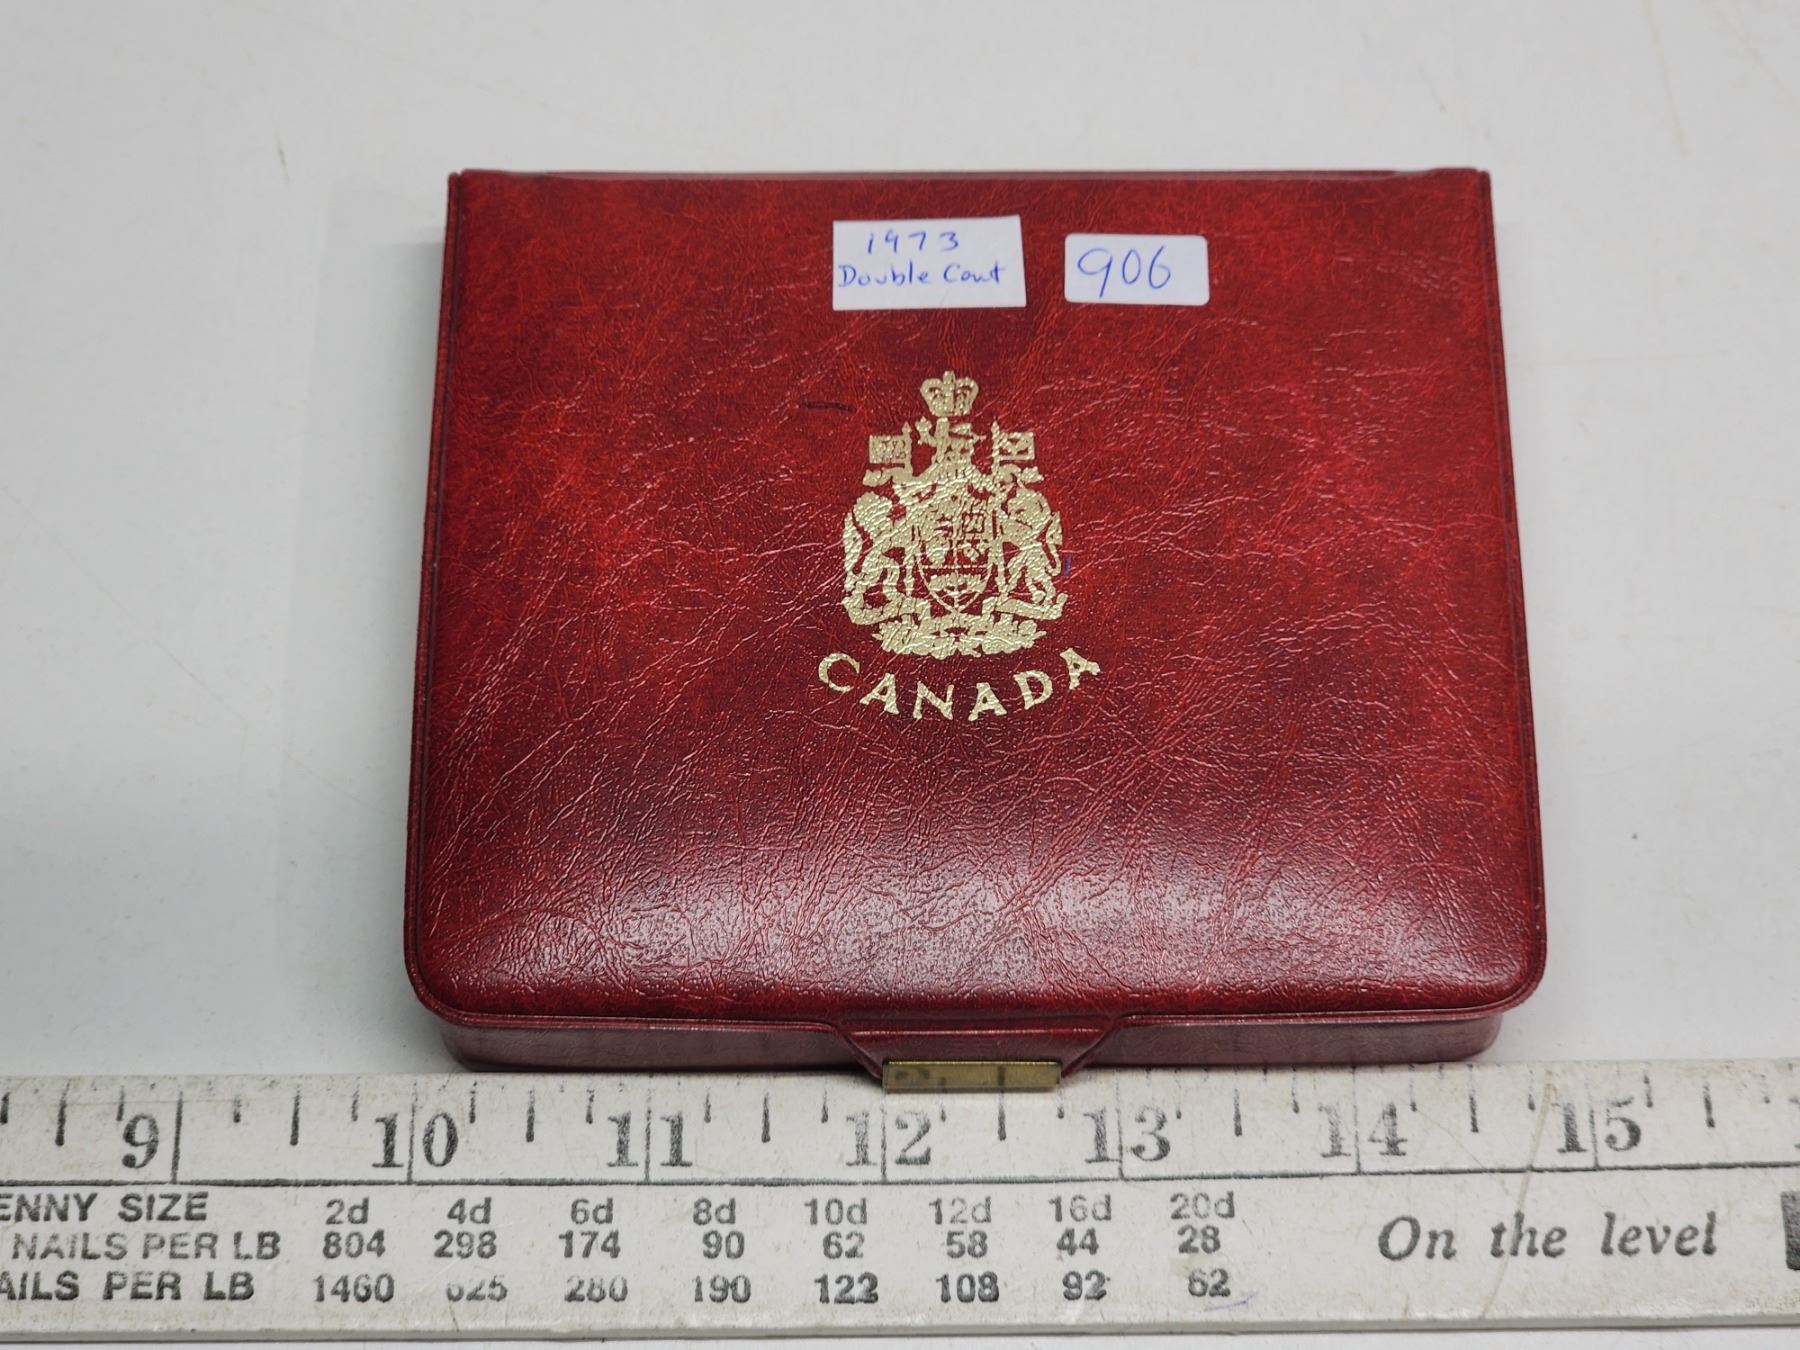 1973
Double Cent
906
CANADA
9 10 11 12 13 14 15
ENNY SIZE 2d 4d 6d 8d 10d 12d 16d 20d
NAILS PER LB 804 298 174 90 62 58 44 28
AILS PER LB 1460 625 280 190 122 108 92 62
On the level